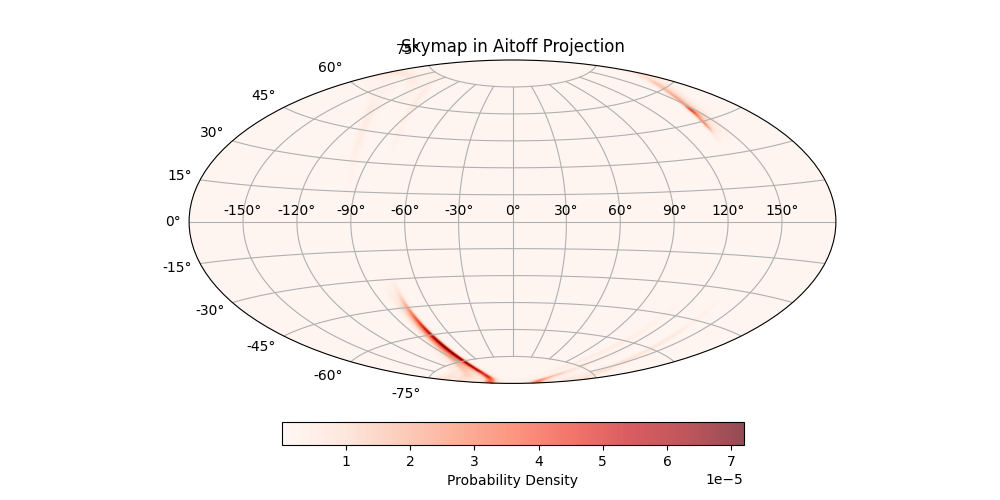 Skymap in Aitoff Projection
75°
60°
45°
30°
15°
-150° -120° -90° -60° -30° 0° 30° 60° 90° 120° 150°
0°
-15°
-30°
-45°
-60°
-75°
1 2 3 4 5 6 7
1e−5
Probability Density